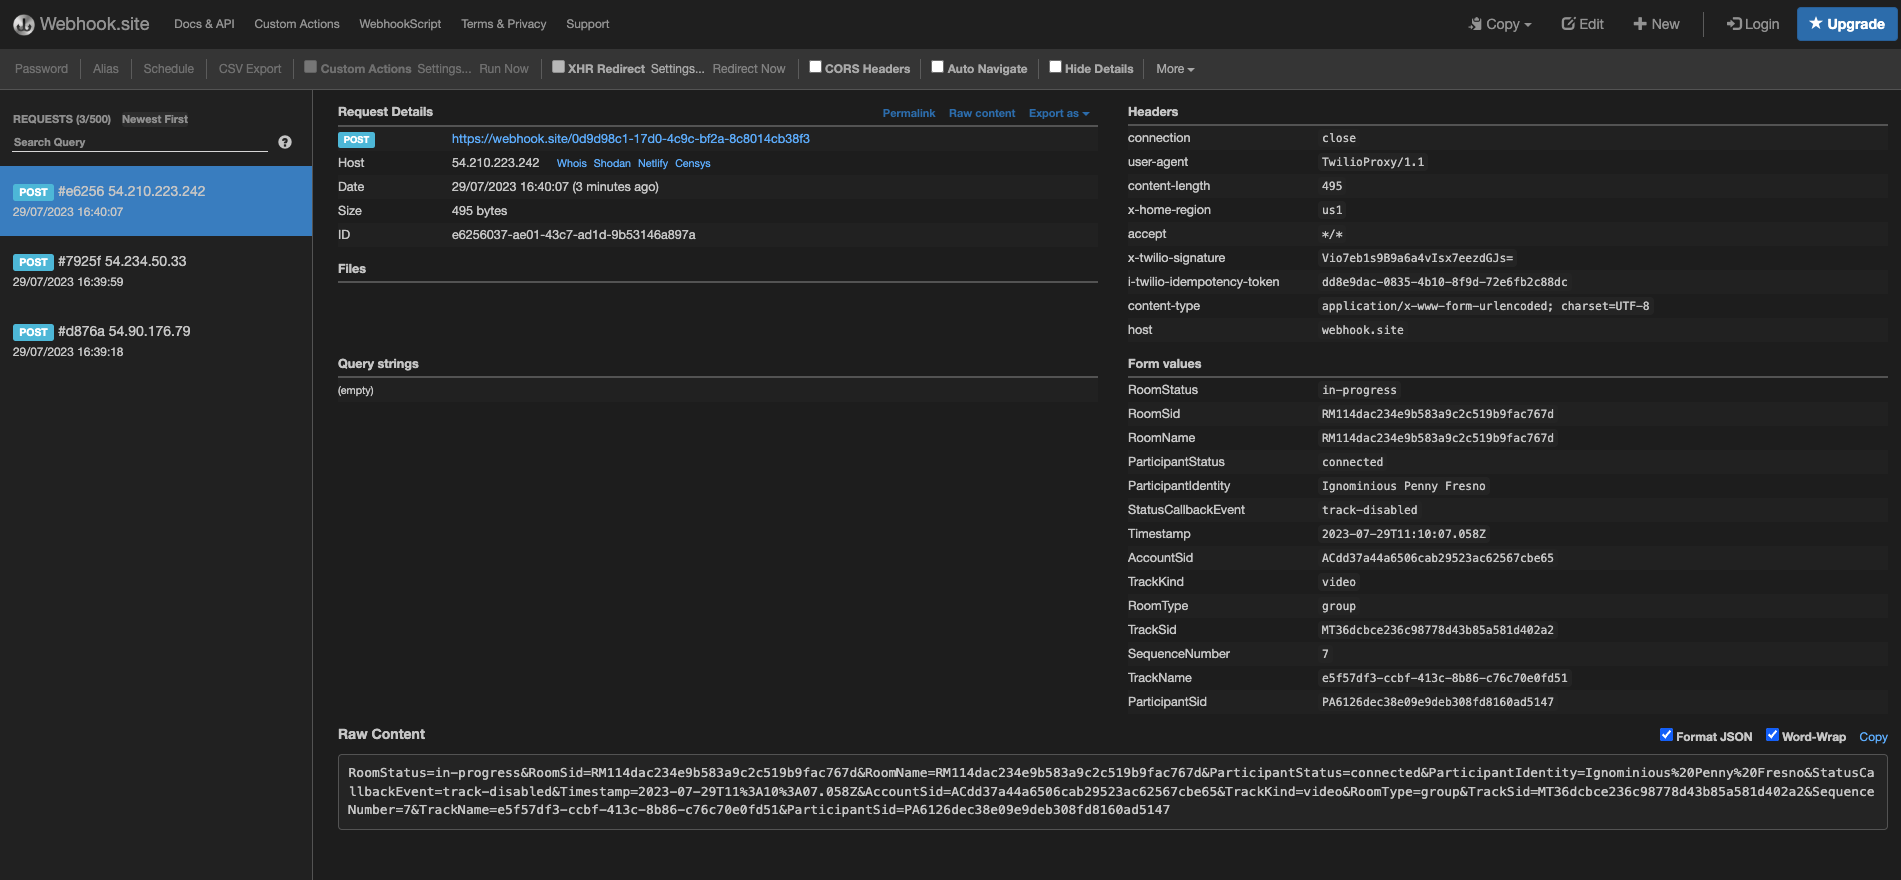 Webhook.site Docs & API Custom Actions WebhookScript Terms & Privacy Support Copy Edit New Login Upgrade
Password Alias Schedule CSV Export Custom Actions Settings... Run Now XHR Redirect Settings... Redirect Now CORS Headers Auto Navigate Hide Details More
REQUESTS (3/500) Newest First
Search Query
POST #e6256 54.210.223.242
29/07/2023 16:40:07
POST #7925f 54.234.50.33
29/07/2023 16:39:59
POST #d876a 54.90.176.79
29/07/2023 16:39:18
Request Details Permalink Raw content Export as
POST https://webhook.site/0d9d98c1-17d0-4c9c-bf2a-8c8014cb38f3
Host 54.210.223.242 Whois Shodan Netlify Censys
Date 29/07/2023 16:40:07 (3 minutes ago)
Size 495 bytes
ID e6256037-ae01-43c7-ad1d-9b53146a897a
Files
Query strings
(empty)
Headers
connection close
user-agent TwilioProxy/1.1
content-length 495
x-home-region us1
accept */*
x-twilio-signature Vio7eb1s9B9a6a4vIsx7eezdGJs=
i-twilio-idempotency-token dd8e9dac-0835-4b10-8f9d-72e6fb2c88dc
content-type application/x-www-form-urlencoded; charset=UTF-8
host webhook.site
Form values
RoomStatus in-progress
RoomSid RM114dac234e9b583a9c2c519b9fac767d
RoomName RM114dac234e9b583a9c2c519b9fac767d
ParticipantStatus connected
ParticipantIdentity Ignominious Penny Fresno
StatusCallbackEvent track-disabled
Timestamp 2023-07-29T11:10:07.058Z
AccountSid ACdd37a44a6506cab29523ac62567cbe65
TrackKind video
RoomType group
TrackSid MT36dcbce236c98778d43b85a581d402a2
SequenceNumber 7
TrackName e5f57df3-ccbf-413c-8b86-c76c70e0fd51
ParticipantSid PA6126dec38e09e9deb308fd8160ad5147
Raw Content Format JSON Word-Wrap Copy
RoomStatus=in-progress&RoomSid=RM114dac234e9b583a9c2c519b9fac767d&RoomName=RM114dac234e9b583a9c2c519b9fac767d&ParticipantStatus=connected&ParticipantIdentity=Ignominious%20Penny%20Fresno&StatusCa
llbackEvent=track-disabled&Timestamp=2023-07-29T11%3A10%3A07.058Z&AccountSid=ACdd37a44a6506cab29523ac62567cbe65&TrackKind=video&RoomType=group&TrackSid=MT36dcbce236c98778d43b85a581d402a2&Sequence
Number=7&TrackName=e5f57df3-ccbf-413c-8b86-c76c70e0fd51&ParticipantSid=PA6126dec38e09e9deb308fd8160ad5147